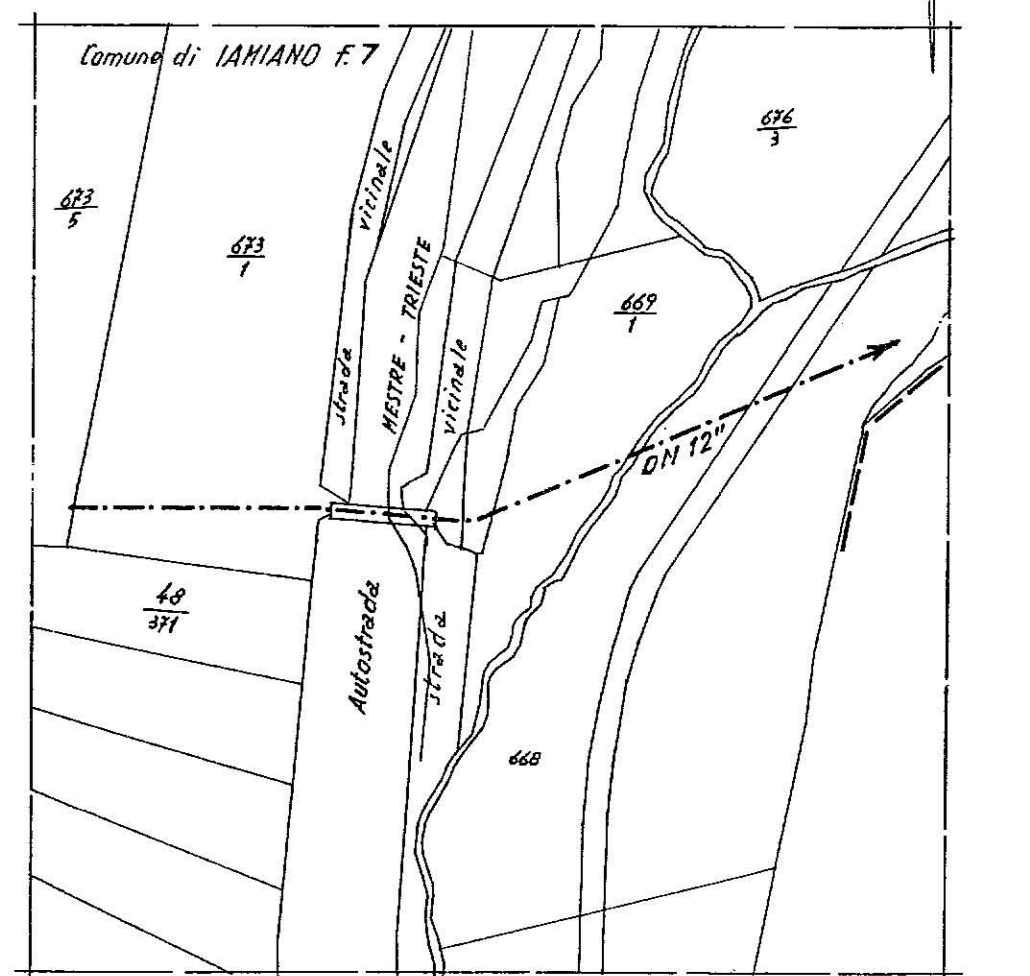 Comune di IAMIANO f. 7
676
3
673
5
673
1
strada vicinale
MESTRE - TRIESTE
vicinale
669
1
DN 12"
48
371
Autostrada
strada
668